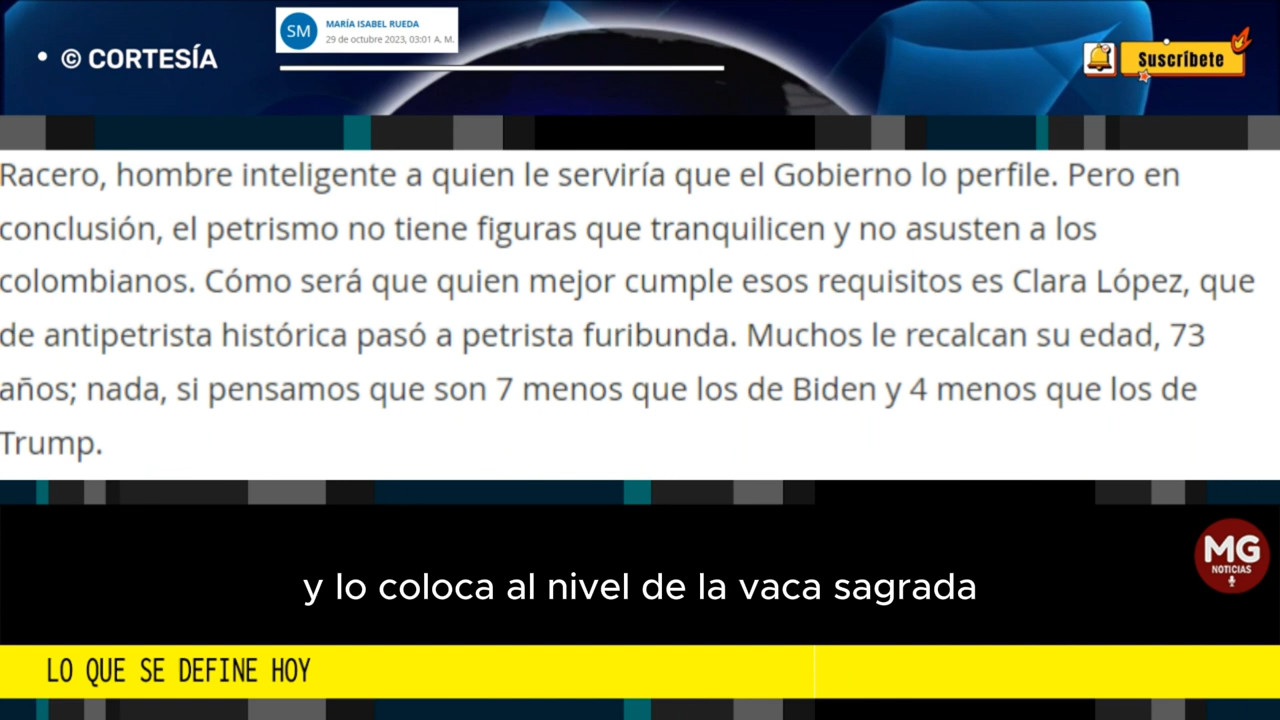 SM
MARÍA ISABEL RUEDA
29 de octubre 2023, 03:01 A. M.
• © CORTESÍA
Suscríbete
Racero, hombre inteligente a quien le serviría que el Gobierno lo perfile. Pero en
conclusión, el petrismo no tiene figuras que tranquilicen y no asusten a los
colombianos. Cómo será que quien mejor cumple esos requisitos es Clara López, que
de antipetrista histórica pasó a petrista furibunda. Muchos le recalcan su edad, 73
años; nada, si pensamos que son 7 menos que los de Biden y 4 menos que los de
Trump.
MG
NOTICIAS
y lo coloca al nivel de la vaca sagrada
LO QUE SE DEFINE HOY